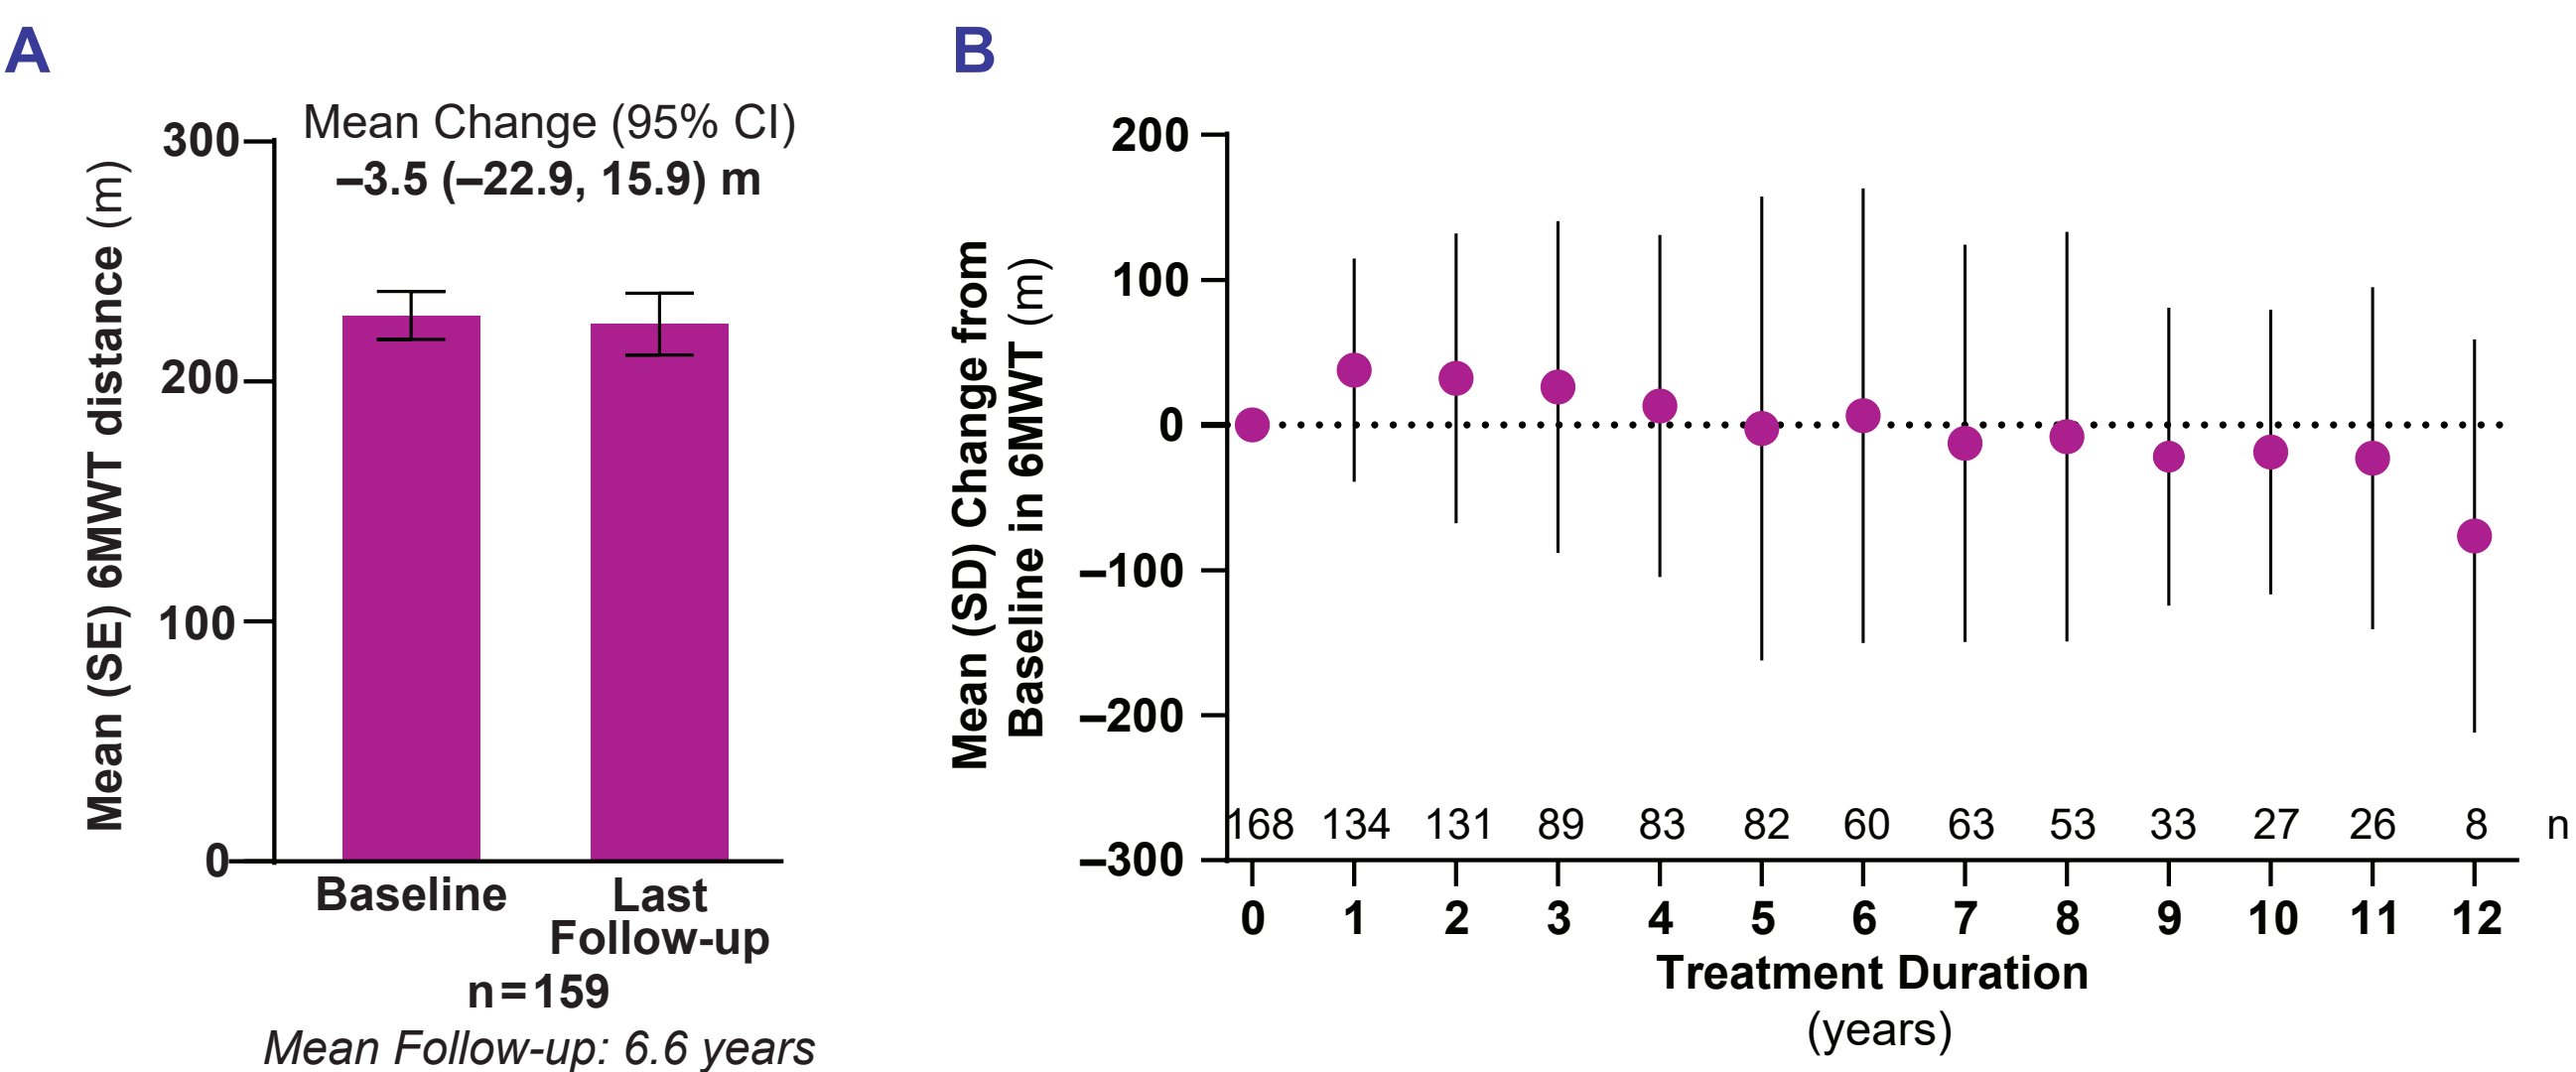 A
Mean Change (95% CI)
–3.5 (–22.9, 15.9) m
Mean (SE) 6MWT distance (m)
300
200
100
0
Baseline
Last
Follow-up
n=159
Mean Follow-up: 6.6 years
B
Mean (SD) Change from
Baseline in 6MWT (m)
200
100
0
–100
–200
–300
168 134 131 89 83 82 60 63 53 33 27 26 8 n
0 1 2 3 4 5 6 7 8 9 10 11 12
Treatment Duration
(years)